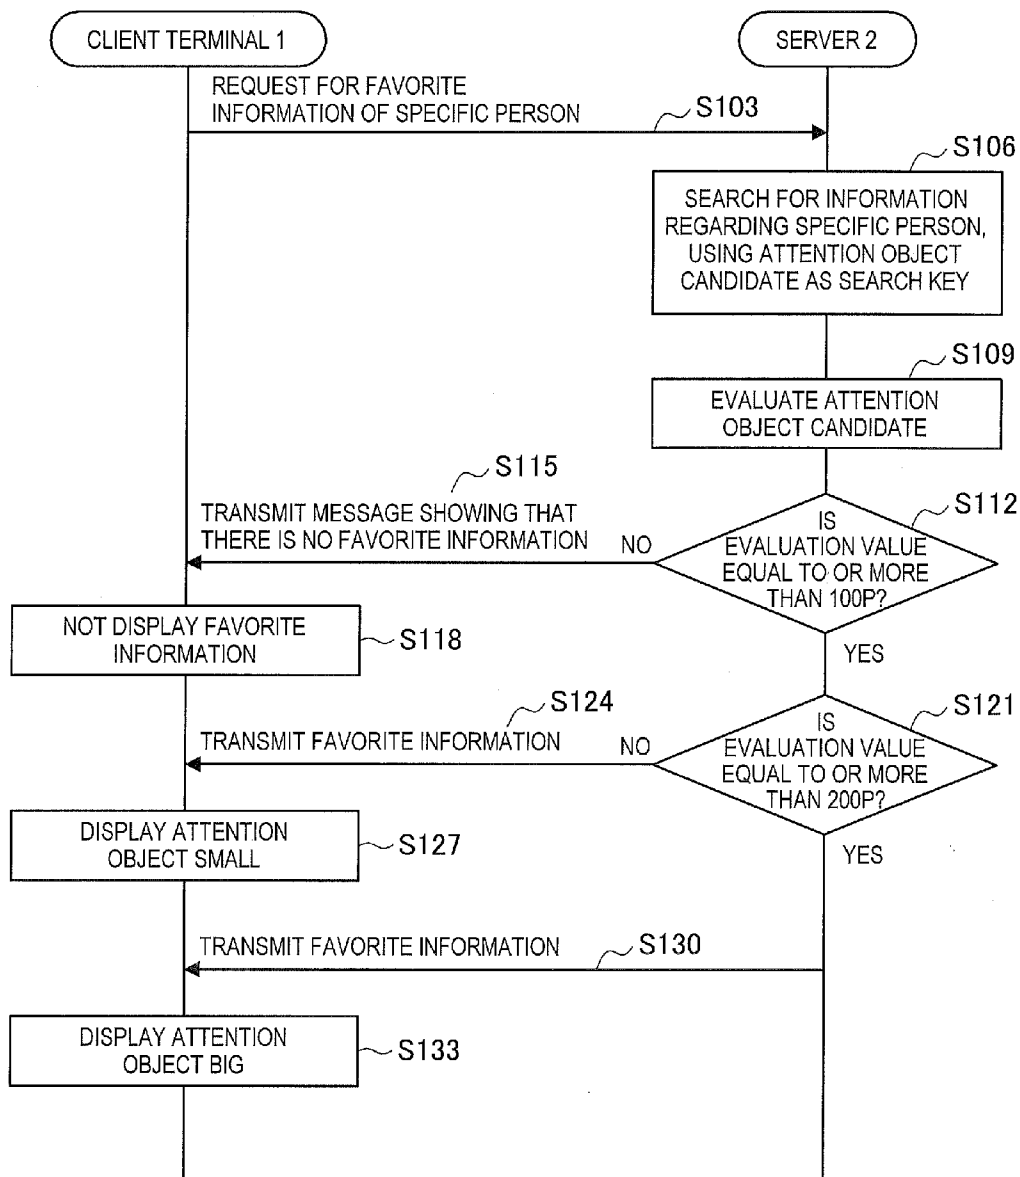 CLIENT TERMINAL 1
SERVER 2
REQUEST FOR FAVORITE
INFORMATION OF SPECIFIC PERSON
S103
S106
SEARCH FOR INFORMATION
REGARDING SPECIFIC PERSON,
USING ATTENTION OBJECT
CANDIDATE AS SEARCH KEY
S109
EVALUATE ATTENTION
OBJECT CANDIDATE
S115
TRANSMIT MESSAGE SHOWING THAT
THERE IS NO FAVORITE INFORMATION
NO
S112
IS
EVALUATION VALUE
EQUAL TO OR MORE
THAN 100P?
YES
NOT DISPLAY FAVORITE
INFORMATION
S118
S124
TRANSMIT FAVORITE INFORMATION
NO
S121
IS
EVALUATION VALUE
EQUAL TO OR MORE
THAN 200P?
YES
DISPLAY ATTENTION
OBJECT SMALL
S127
TRANSMIT FAVORITE INFORMATION
S130
DISPLAY ATTENTION
OBJECT BIG
S133